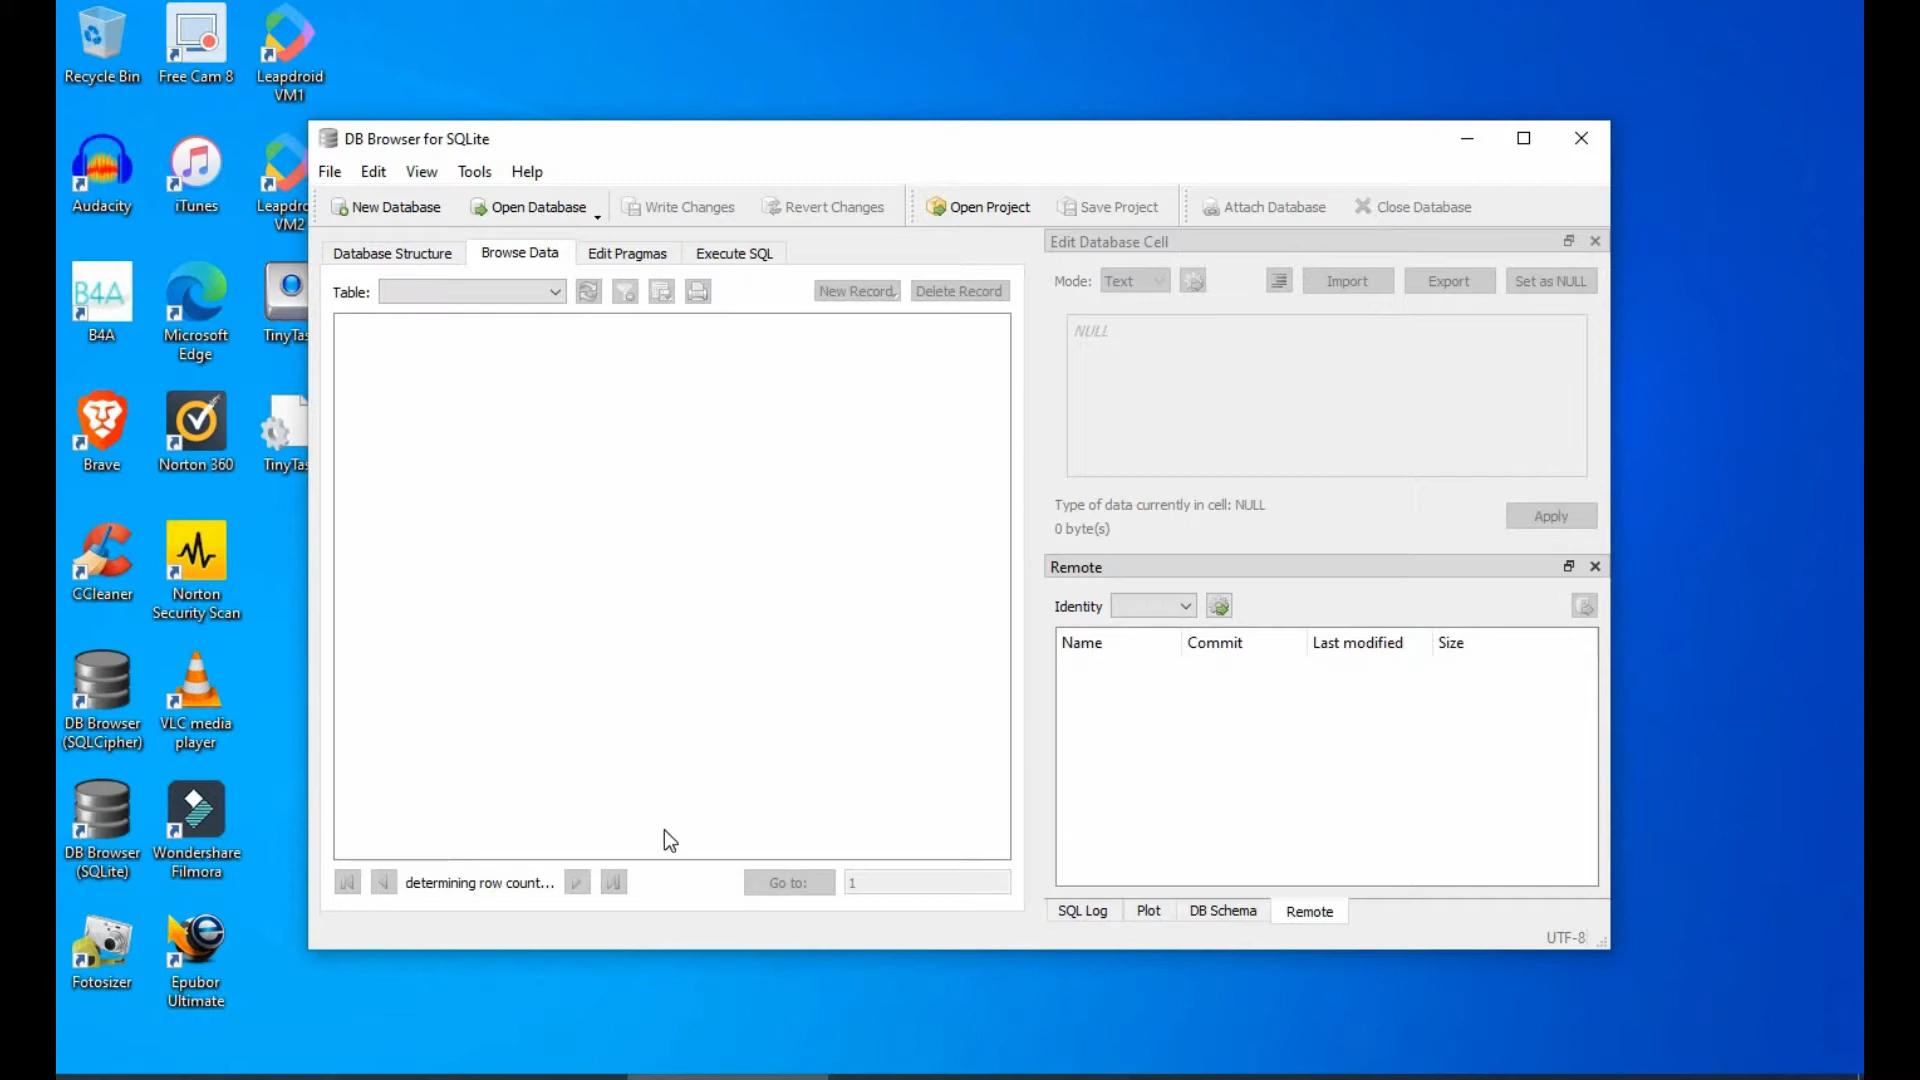 Recycle Bin
Free Cam 8
Leapdroid
VM1
Audacity
iTunes
Leapdro
VM2
B4A
B4A
Microsoft
Edge
TinyTas
Brave
Norton 360
TinyTas
CCleaner
Norton
Security Scan
DB Browser
(SQLCipher)
VLC media
player
DB Browser
(SQLite)
Wondershare
Filmora
Fotosizer
Epubor
Ultimate
DB Browser for SQLite
File Edit View Tools Help
New Database Open Database Write Changes Revert Changes Open Project Save Project Attach Database Close Database
Database Structure Browse Data Edit Pragmas Execute SQL
Table: New Record Delete Record
determining row count... Go to: 1
Edit Database Cell
Mode: Text Import Export Set as NULL
NULL
Type of data currently in cell: NULL
0 byte(s)
Apply
Remote
Identity
Name Commit Last modified Size
SQL Log Plot DB Schema Remote
UTF-8